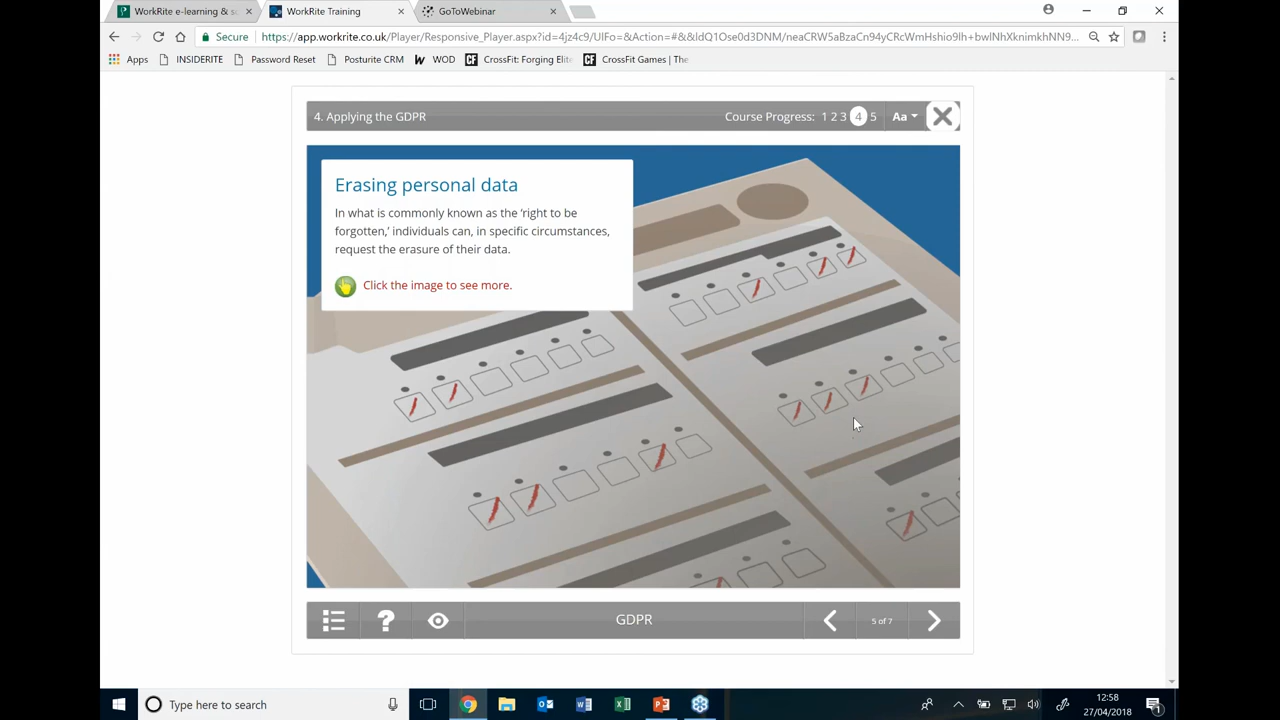 WorkRite e-learning & s
WorkRite Training
GoToWebinar
Secure
https://app.workrite.co.uk/Player/Responsive_Player.aspx?id=4jz4c9/UIFo=&Action=#&&ldQ1Ose0d3DNM/neaCRW5aBzaCn94yCRcWmHshio9Ih+bwlNhXknimkhNN9...
Apps
INSIDERITE
Password Reset
Posturite CRM
WOD
CrossFit: Forging Elite
CrossFit Games | The
4. Applying the GDPR
Course Progress: 1 2 3 4 5
Aa
Erasing personal data
In what is commonly known as the ‘right to be
forgotten,’ individuals can, in specific circumstances,
request the erasure of their data.
Click the image to see more.
?
GDPR
5 of 7
Type here to search
12:58
27/04/2018